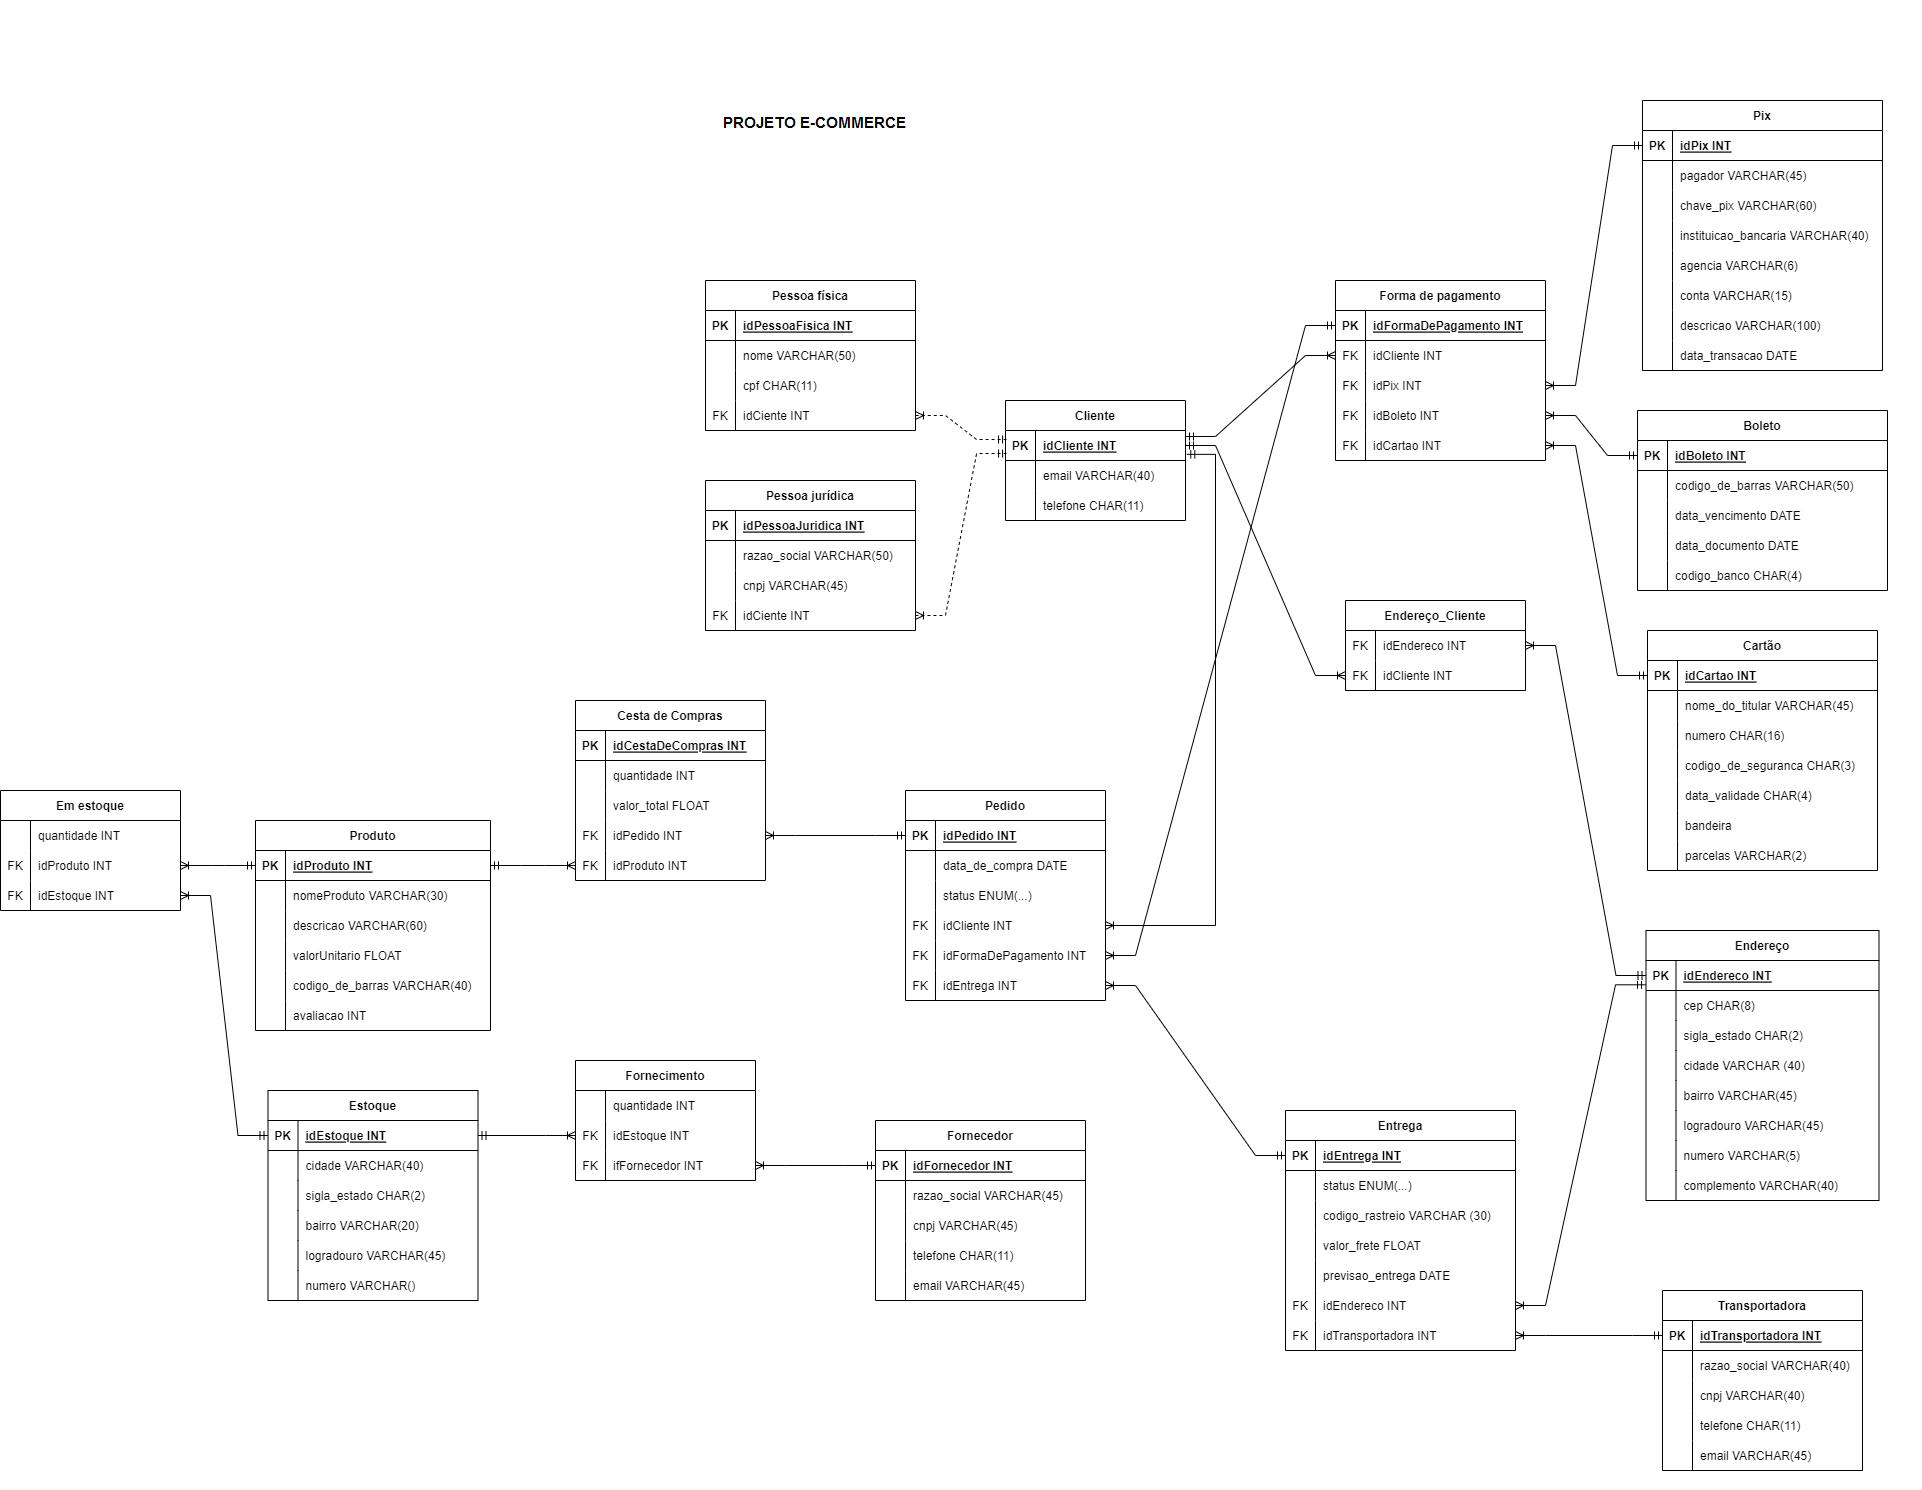 PROJETO E-COMMERCE
Pix
PK idPix INT
pagador VARCHAR(45)
chave_pix VARCHAR(60)
instituicao_bancaria VARCHAR(40)
agencia VARCHAR(6)
conta VARCHAR(15)
descricao VARCHAR(100)
data_transacao DATE
Pessoa física
PK idPessoaFisica INT
nome VARCHAR(50)
cpf CHAR(11)
FK idCiente INT
Forma de pagamento
PK idFormaDePagamento INT
FK idCliente INT
FK idPix INT
FK idBoleto INT
FK idCartao INT
Cliente
PK idCliente INT
email VARCHAR(40)
telefone CHAR(11)
Boleto
PK idBoleto INT
codigo_de_barras VARCHAR(50)
data_vencimento DATE
data_documento DATE
codigo_banco CHAR(4)
Pessoa jurídica
PK idPessoaJuridica INT
razao_social VARCHAR(50)
cnpj VARCHAR(45)
FK idCiente INT
Endereço_Cliente
FK idEndereco INT
FK idCliente INT
Cartão
PK idCartao INT
nome_do_titular VARCHAR(45)
numero CHAR(16)
codigo_de_seguranca CHAR(3)
data_validade CHAR(4)
bandeira
parcelas VARCHAR(2)
Cesta de Compras
PK idCestaDeCompras INT
quantidade INT
valor_total FLOAT
FK idPedido INT
FK idProduto INT
Em estoque
quantidade INT
FK idProduto INT
FK idEstoque INT
Produto
PK idProduto INT
nomeProduto VARCHAR(30)
descricao VARCHAR(60)
valorUnitario FLOAT
codigo_de_barras VARCHAR(40)
avaliacao INT
Pedido
PK idPedido INT
data_de_compra DATE
status ENUM(...)
FK idCliente INT
FK idFormaDePagamento INT
FK idEntrega INT
Endereço
PK idEndereco INT
cep CHAR(8)
sigla_estado CHAR(2)
cidade VARCHAR (40)
bairro VARCHAR(45)
logradouro VARCHAR(45)
numero VARCHAR(5)
complemento VARCHAR(40)
Estoque
PK idEstoque INT
cidade VARCHAR(40)
sigla_estado CHAR(2)
bairro VARCHAR(20)
logradouro VARCHAR(45)
numero VARCHAR()
Fornecimento
quantidade INT
FK idEstoque INT
FK ifFornecedor INT
Fornecedor
PK idFornecedor INT
razao_social VARCHAR(45)
cnpj VARCHAR(45)
telefone CHAR(11)
email VARCHAR(45)
Entrega
PK idEntrega INT
status ENUM(...)
codigo_rastreio VARCHAR (30)
valor_frete FLOAT
previsao_entrega DATE
FK idEndereco INT
FK idTransportadora INT
Transportadora
PK idTransportadora INT
razao_social VARCHAR(40)
cnpj VARCHAR(40)
telefone CHAR(11)
email VARCHAR(45)